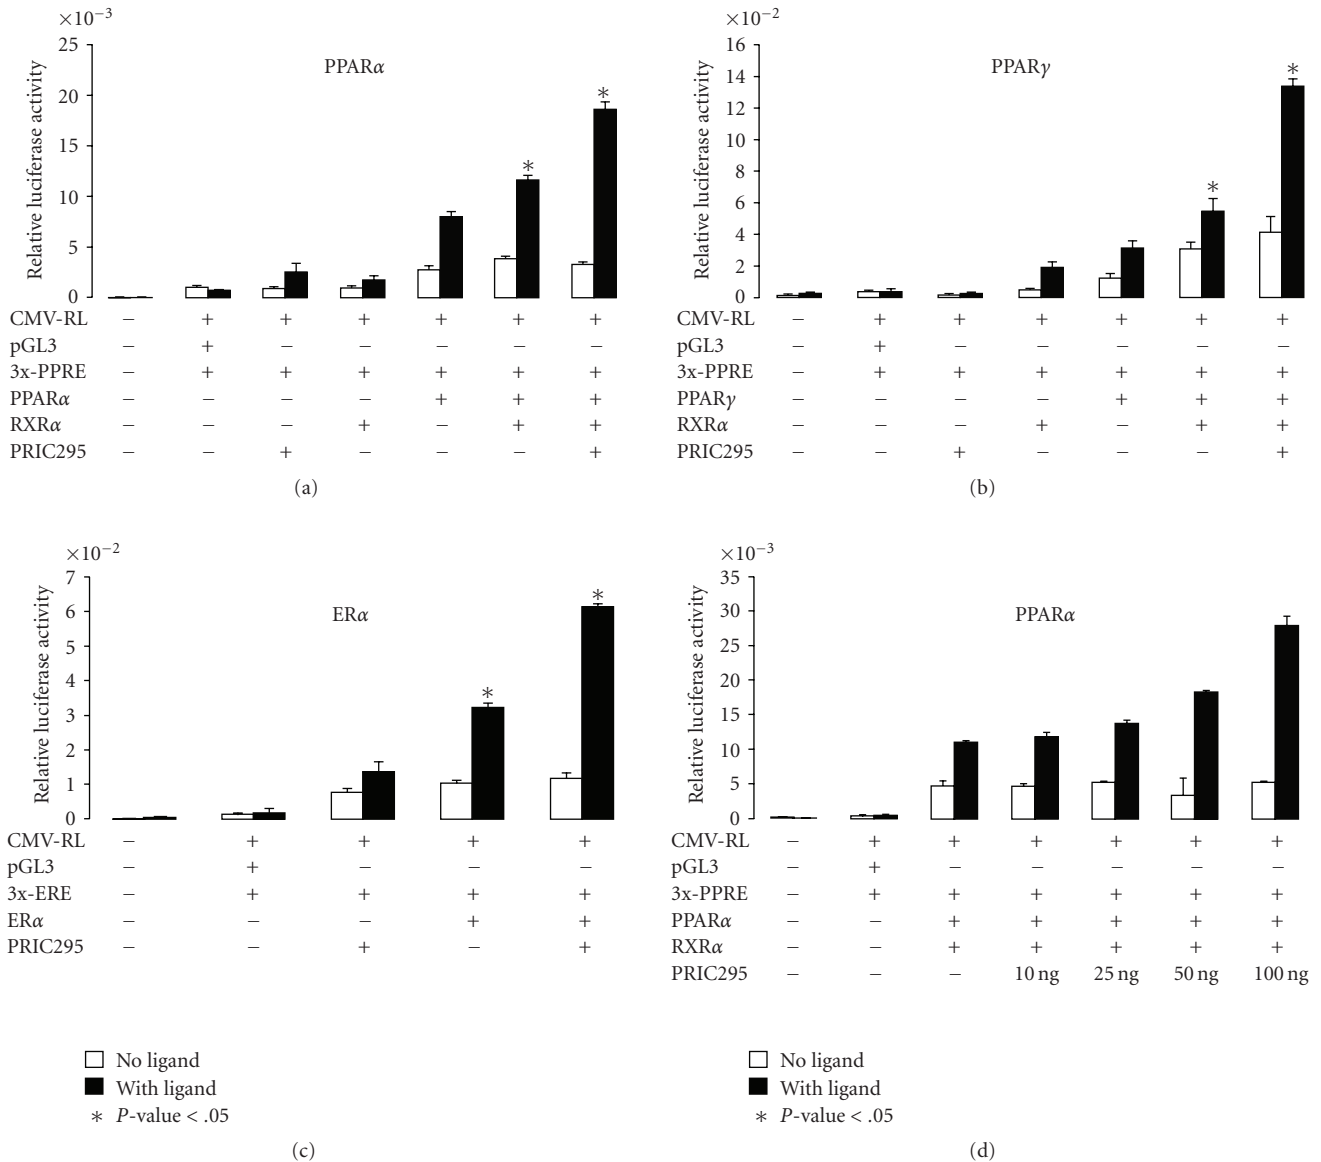 ×10⁻³
25
20
15
10
5
0
Relative luciferase activity
PPARα
∗
∗
CMV-RL − + + + + + +
pGL3 − + − − − − −
3x-PPRE − + + + + + +
PPARα − − − − + + +
RXRα − − − + − + +
PRIC295 − − + − − − +
(a)
×10⁻²
16
14
12
10
8
6
4
2
0
Relative luciferase activity
PPARγ
∗
∗
CMV-RL − + + + + + +
pGL3 − + − − − − −
3x-PPRE − + + + + + +
PPARγ − − − − + + +
RXRα − − − + − + +
PRIC295 − − + − − − +
(b)
×10⁻²
7
6
5
4
3
2
1
0
Relative luciferase activity
ERα
∗
∗
CMV-RL − + + + +
pGL3 − + − − −
3x-ERE − + + + +
ERα − − − + +
PRIC295 − − + − +
No ligand
With ligand
∗ P-value < .05
(c)
×10⁻³
35
30
25
20
15
10
5
0
Relative luciferase activity
PPARα
CMV-RL − + + + + + +
pGL3 − + − − − − −
3x-PPRE − + + + + + +
PPARα − − + + + + +
RXRα − − + + + + +
PRIC295 − − − 10 ng 25 ng 50 ng 100 ng
No ligand
With ligand
∗ P-value < .05
(d)